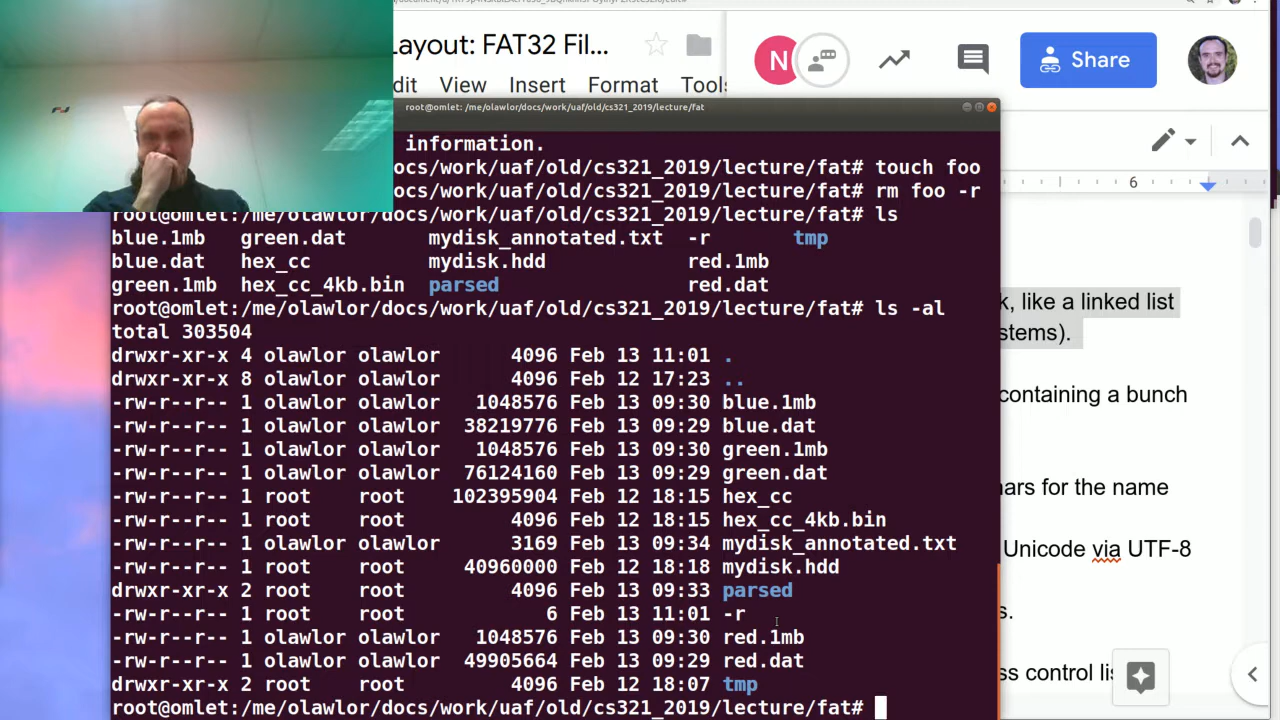 Layout: FAT32 Fil...
dit View Insert Format Tools
N
Share
root@omlet: /me/olawlor/docs/work/uaf/old/cs321_2019/lecture/fat
6
information.
docs/work/uaf/old/cs321_2019/lecture/fat# touch foo
docs/work/uaf/old/cs321_2019/lecture/fat# rm foo -r
root@omlet:/me/olawlor/docs/work/uaf/old/cs321_2019/lecture/fat# ls
blue.1mb green.dat mydisk_annotated.txt -r tmp
blue.dat hex_cc mydisk.hdd red.1mb
green.1mb hex_cc_4kb.bin parsed red.dat
root@omlet:/me/olawlor/docs/work/uaf/old/cs321_2019/lecture/fat# ls -al
total 303504
drwxr-xr-x 4 olawlor olawlor 4096 Feb 13 11:01 .
drwxr-xr-x 8 olawlor olawlor 4096 Feb 12 17:23 ..
-rw-r--r-- 1 olawlor olawlor 1048576 Feb 13 09:30 blue.1mb
-rw-r--r-- 1 olawlor olawlor 38219776 Feb 13 09:29 blue.dat
-rw-r--r-- 1 olawlor olawlor 1048576 Feb 13 09:30 green.1mb
-rw-r--r-- 1 olawlor olawlor 76124160 Feb 13 09:29 green.dat
-rw-r--r-- 1 root root 102395904 Feb 12 18:15 hex_cc
-rw-r--r-- 1 root root 4096 Feb 12 18:15 hex_cc_4kb.bin
-rw-r--r-- 1 olawlor olawlor 3169 Feb 13 09:34 mydisk_annotated.txt
-rw-r--r-- 1 root root 40960000 Feb 12 18:18 mydisk.hdd
drwxr-xr-x 2 root root 4096 Feb 13 09:33 parsed
-rw-r--r-- 1 root root 6 Feb 13 11:01 -r
-rw-r--r-- 1 olawlor olawlor 1048576 Feb 13 09:30 red.1mb
-rw-r--r-- 1 olawlor olawlor 49905664 Feb 13 09:29 red.dat
drwxr-xr-x 2 root root 4096 Feb 12 18:07 tmp
root@omlet:/me/olawlor/docs/work/uaf/old/cs321_2019/lecture/fat#
k, like a linked list
stems).
containing a bunch
ars for the name
Unicode via UTF-8
s.
ss control li